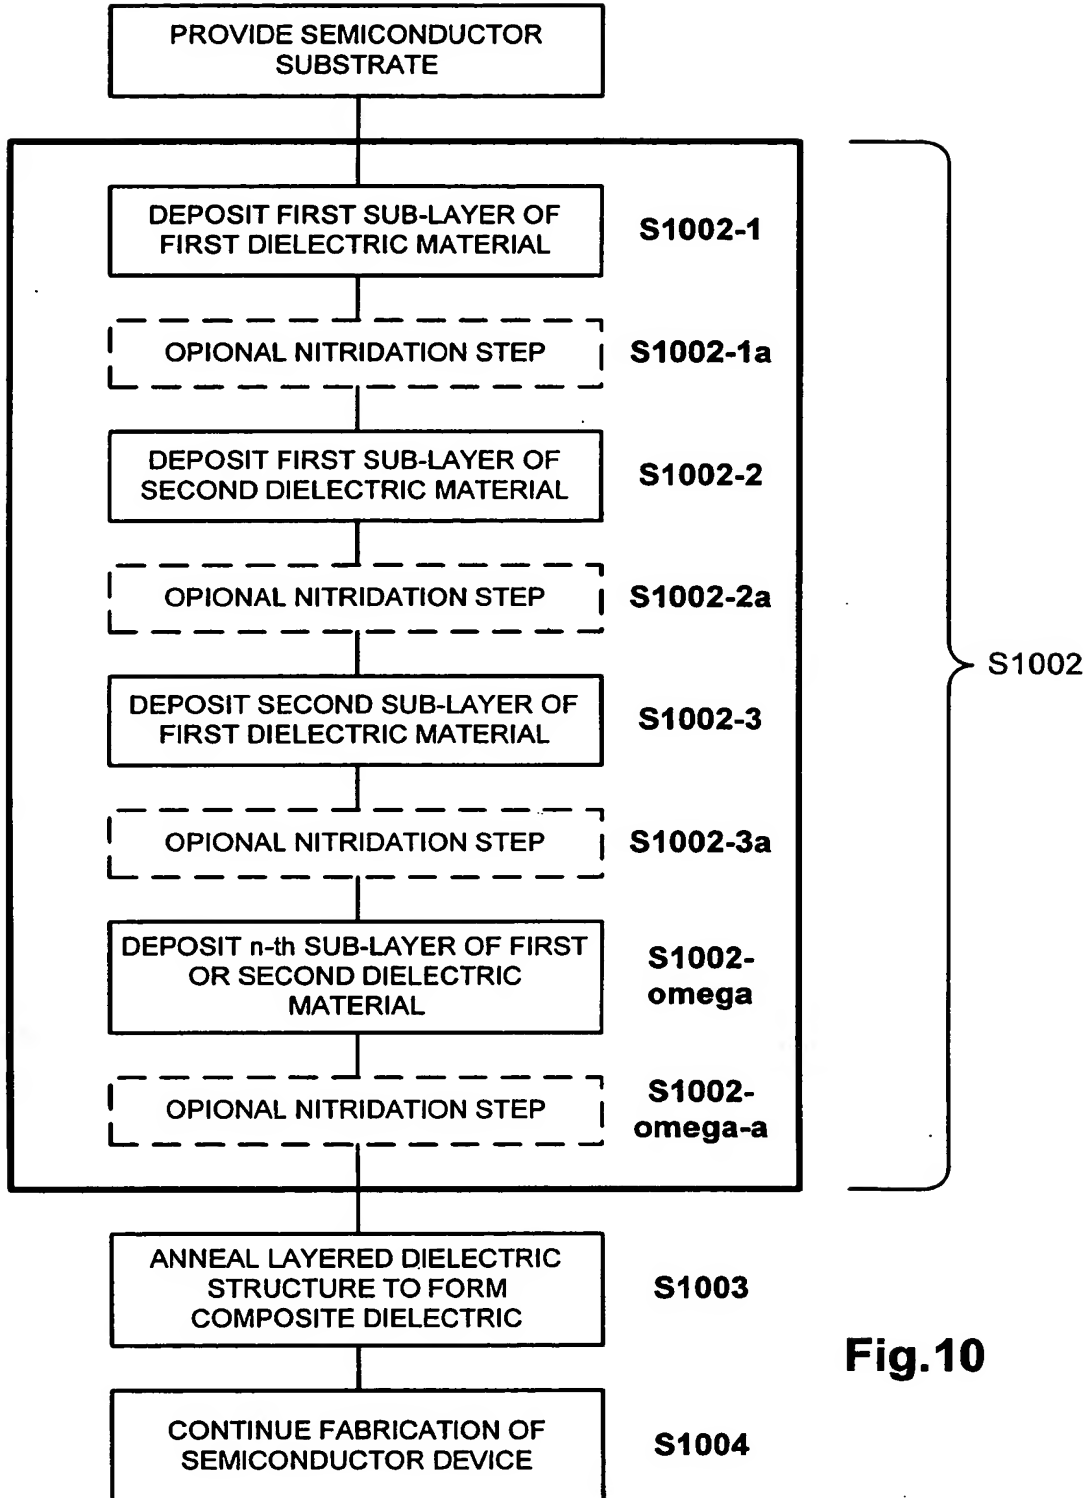 PROVIDE SEMICONDUCTOR
SUBSTRATE
DEPOSIT FIRST SUB-LAYER OF
FIRST DIELECTRIC MATERIAL
S1002-1
OPIONAL NITRIDATION STEP
S1002-1a
DEPOSIT FIRST SUB-LAYER OF
SECOND DIELECTRIC MATERIAL
S1002-2
OPIONAL NITRIDATION STEP
S1002-2a
S1002
DEPOSIT SECOND SUB-LAYER OF
FIRST DIELECTRIC MATERIAL
S1002-3
OPIONAL NITRIDATION STEP
S1002-3a
DEPOSIT n-th SUB-LAYER OF FIRST
OR SECOND DIELECTRIC
MATERIAL
S1002-
omega
OPIONAL NITRIDATION STEP
S1002-
omega-a
ANNEAL LAYERED DIELECTRIC
STRUCTURE TO FORM
COMPOSITE DIELECTRIC
S1003
Fig.10
CONTINUE FABRICATION OF
SEMICONDUCTOR DEVICE
S1004